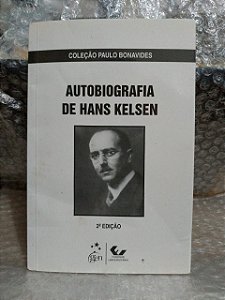 COLEÇÃO PAULO BONAVIDES
AUTOBIOGRAFIA
DE HANS KELSEN
2ª EDIÇÃO